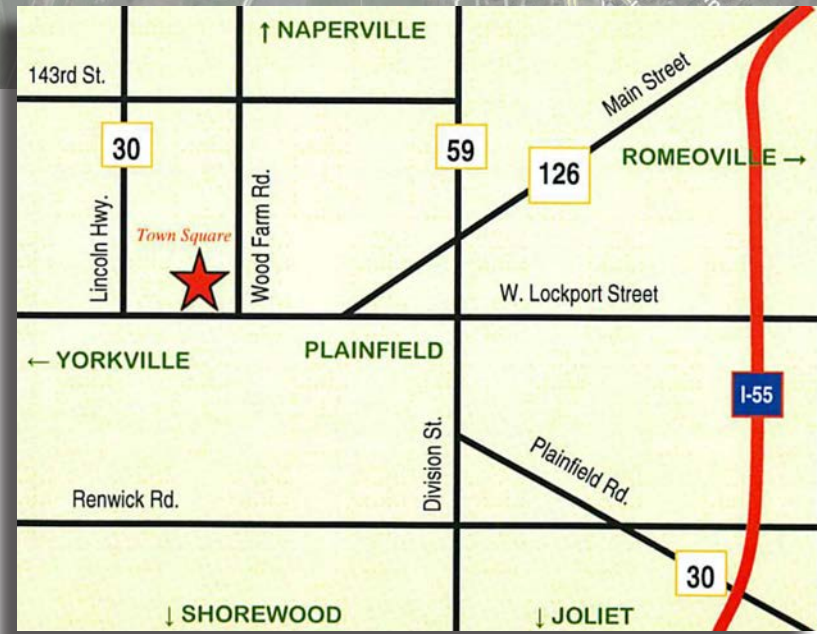 ↑ NAPERVILLE
143rd St.
Main Street
30
59
126
ROMEOVILLE →
Lincoln Hwy.
Town Square
Wood Farm Rd.
W. Lockport Street
← YORKVILLE
PLAINFIELD
I-55
Division St.
Plainfield Rd.
Renwick Rd.
30
↓ SHOREWOOD
↓ JOLIET